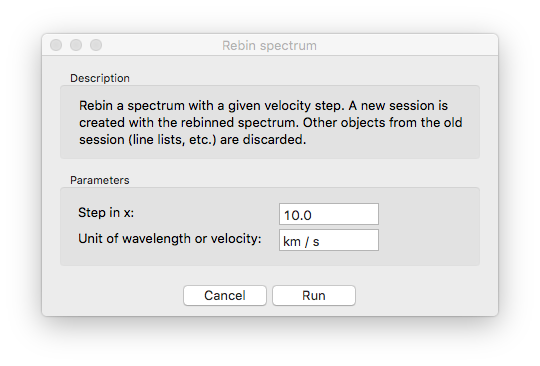 Rebin spectrum
Description
Rebin a spectrum with a given velocity step. A new session is
created with the rebinned spectrum. Other objects from the old
session (line lists, etc.) are discarded.
Parameters
Step in x: 10.0
Unit of wavelength or velocity: km / s
Cancel Run